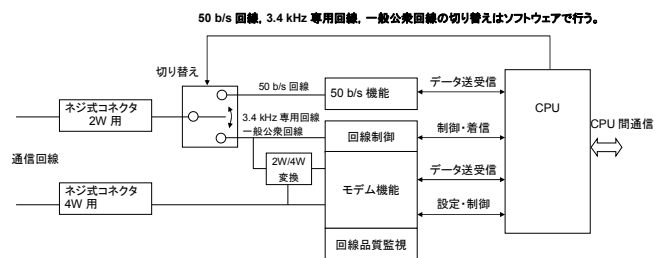 50 b/s 回線，3.4 kHz 専用回線，一般公衆回線の切り替えはソフトウェアで行う。
切り替え
50 b/s 回線
50 b/s 機能
データ送受信
CPU
ネジ式コネクタ
2W 用
3.4 kHz 専用回線
一般公衆回線
回線制御
制御・着信
CPU 間通信
通信回線
2W/4W
変換
モデム機能
データ送受信
ネジ式コネクタ
4W 用
設定・制御
回線品質監視